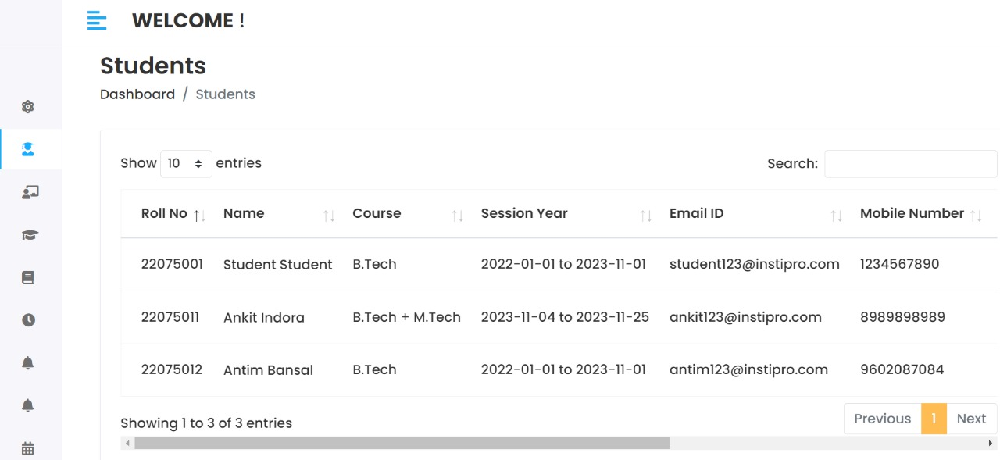 WELCOME !
Students
Dashboard / Students
Show 10 entries Search:
Roll No Name Course Session Year Email ID Mobile Number
22075001 Student Student B.Tech 2022-01-01 to 2023-11-01 student123@instipro.com 1234567890
22075011 Ankit Indora B.Tech + M.Tech 2023-11-04 to 2023-11-25 ankit123@instipro.com 8989898989
22075012 Antim Bansal B.Tech 2022-01-01 to 2023-11-01 antim123@instipro.com 9602087084
Showing 1 to 3 of 3 entries Previous 1 Next